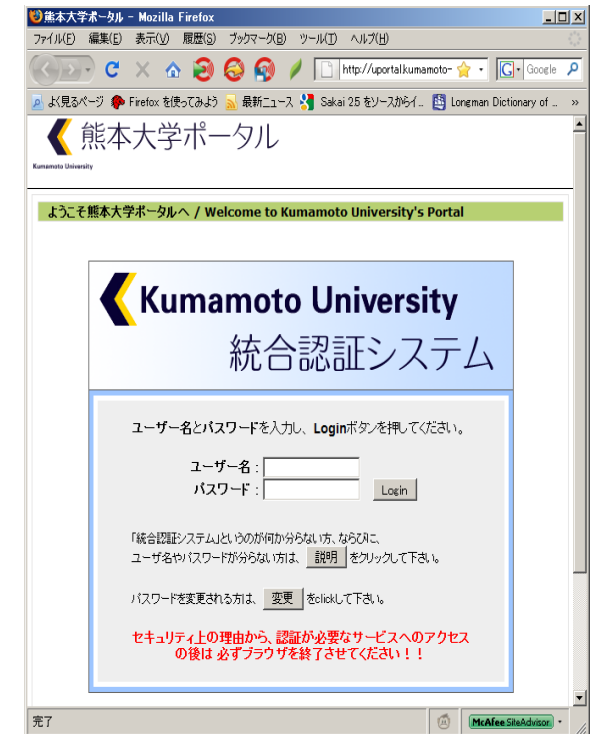 熊本大学ポータル - Mozilla Firefox
ファイル(F) 編集(E) 表示(V) 履歴(S) ブックマーク(B) ツール(T) ヘルプ(H)
http://uportal.kumamoto- Google
よく見るページ Firefox を使ってみよう 最新ニュース Sakai 25 をソースからイ... Longman Dictionary of ... »
熊本大学ポータル
Kumamoto University
ようこそ熊本大学ポータルへ / Welcome to Kumamoto University's Portal
Kumamoto University
統合認証システム
ユーザー名とパスワードを入力し、Loginボタンを押してください。
ユーザー名 :
パスワード : Login
「統合認証システム」というのが何か分らない方、ならびに、
ユーザ名やパスワードが分らない方は、 説明 をクリックして下さい。
パスワードを変更される方は、 変更 をclickして下さい。
セキュリティ上の理由から、認証が必要なサービスへのアクセス
の後は 必ずブラウザを終了させてください！！
完了 McAfee SiteAdvisor